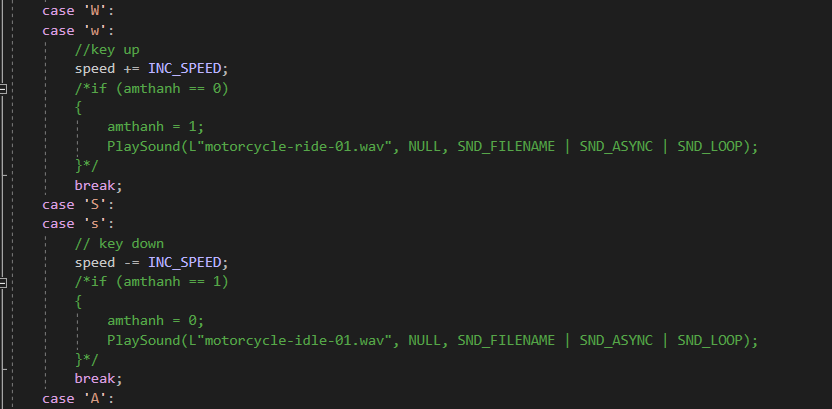 case 'W':
case 'w':
//key up
speed += INC_SPEED;
/*if (amthanh == 0)
{
amthanh = 1;
PlaySound(L"motorcycle-ride-01.wav", NULL, SND_FILENAME | SND_ASYNC | SND_LOOP);
}*/
break;
case 'S':
case 's':
// key down
speed -= INC_SPEED;
/*if (amthanh == 1)
{
amthanh = 0;
PlaySound(L"motorcycle-idle-01.wav", NULL, SND_FILENAME | SND_ASYNC | SND_LOOP);
}*/
break;
case 'A':